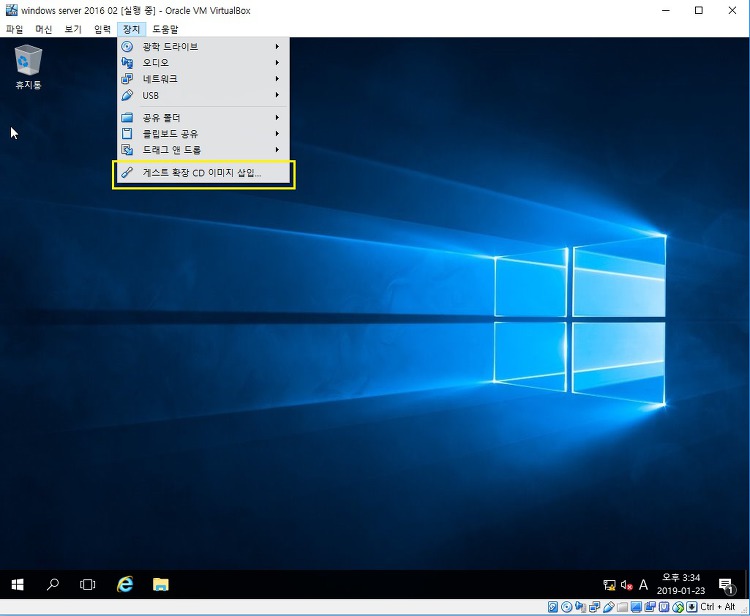 windows server 2016 02 [실행 중] - Oracle VM VirtualBox
파일 머신 보기 입력 장치 도움말
광학 드라이브
오디오
네트워크
USB
공유 폴더
클립보드 공유
드래그 앤 드롭
게스트 확장 CD 이미지 삽입...
휴지통
A 오후 3:34
2019-01-23
1
Ctrl + Alt